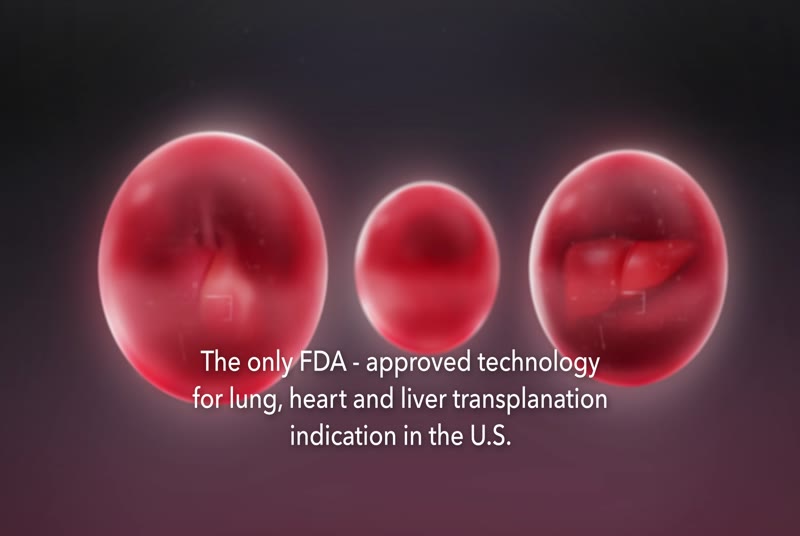 The only FDA - approved technology
for lung, heart and liver transplanation
indication in the U.S.